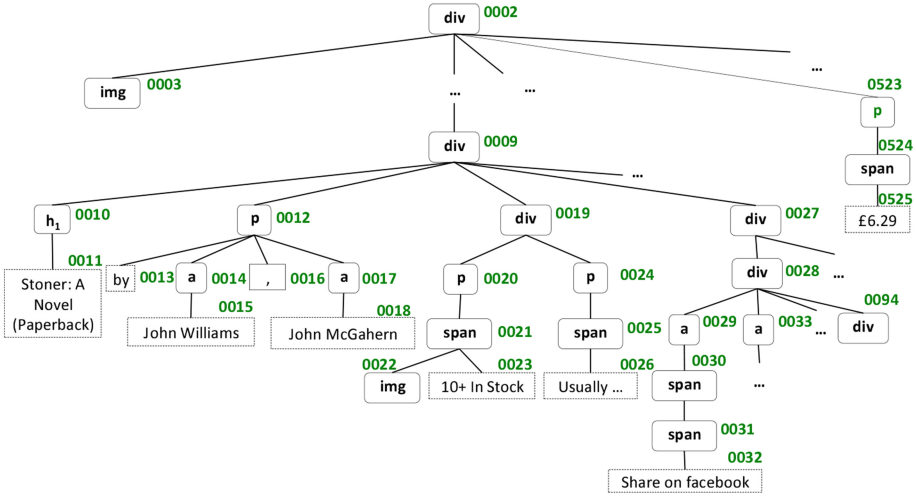 div 0002
img 0003
...
...
...
0523
p
div 0009
0524
span
...
0525
£6.29
h1 0010
p 0012
div 0019
div 0027
0011
Stoner: A
Novel
(Paperback)
by 0013
a 0014
, 0016
a 0017
p 0020
p 0024
div 0028
...
0015
John Williams
0018
John McGahern
span 0021
span 0025
a 0029
a 0033
...
0094
div
0022
img
0023
10+ In Stock
0026
Usually ...
0030
span
...
span 0031
0032
Share on facebook